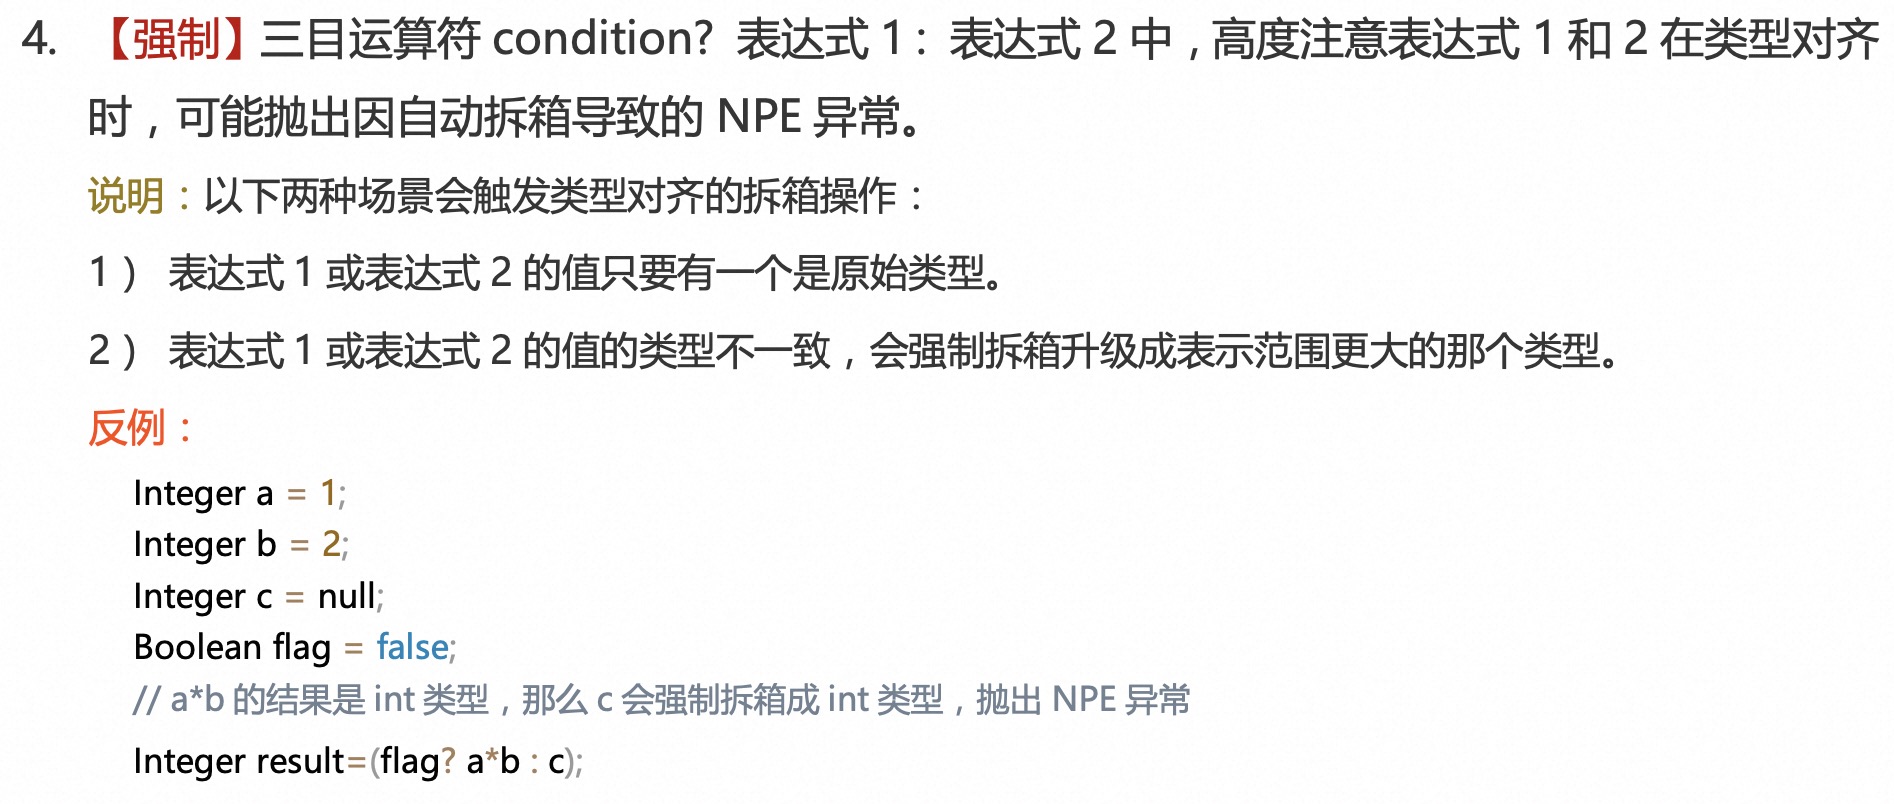 4. 【强制】三目运算符 condition? 表达式 1：表达式 2 中，高度注意表达式 1 和 2 在类型对齐
时，可能抛出因自动拆箱导致的 NPE 异常。
说明：以下两种场景会触发类型对齐的拆箱操作：
1） 表达式 1 或表达式 2 的值只要有一个是原始类型。
2） 表达式 1 或表达式 2 的值的类型不一致，会强制拆箱升级成表示范围更大的那个类型。
反例：
Integer a = 1;
Integer b = 2;
Integer c = null;
Boolean flag = false;
// a*b 的结果是 int 类型，那么 c 会强制拆箱成 int 类型，抛出 NPE 异常
Integer result=(flag? a*b : c);